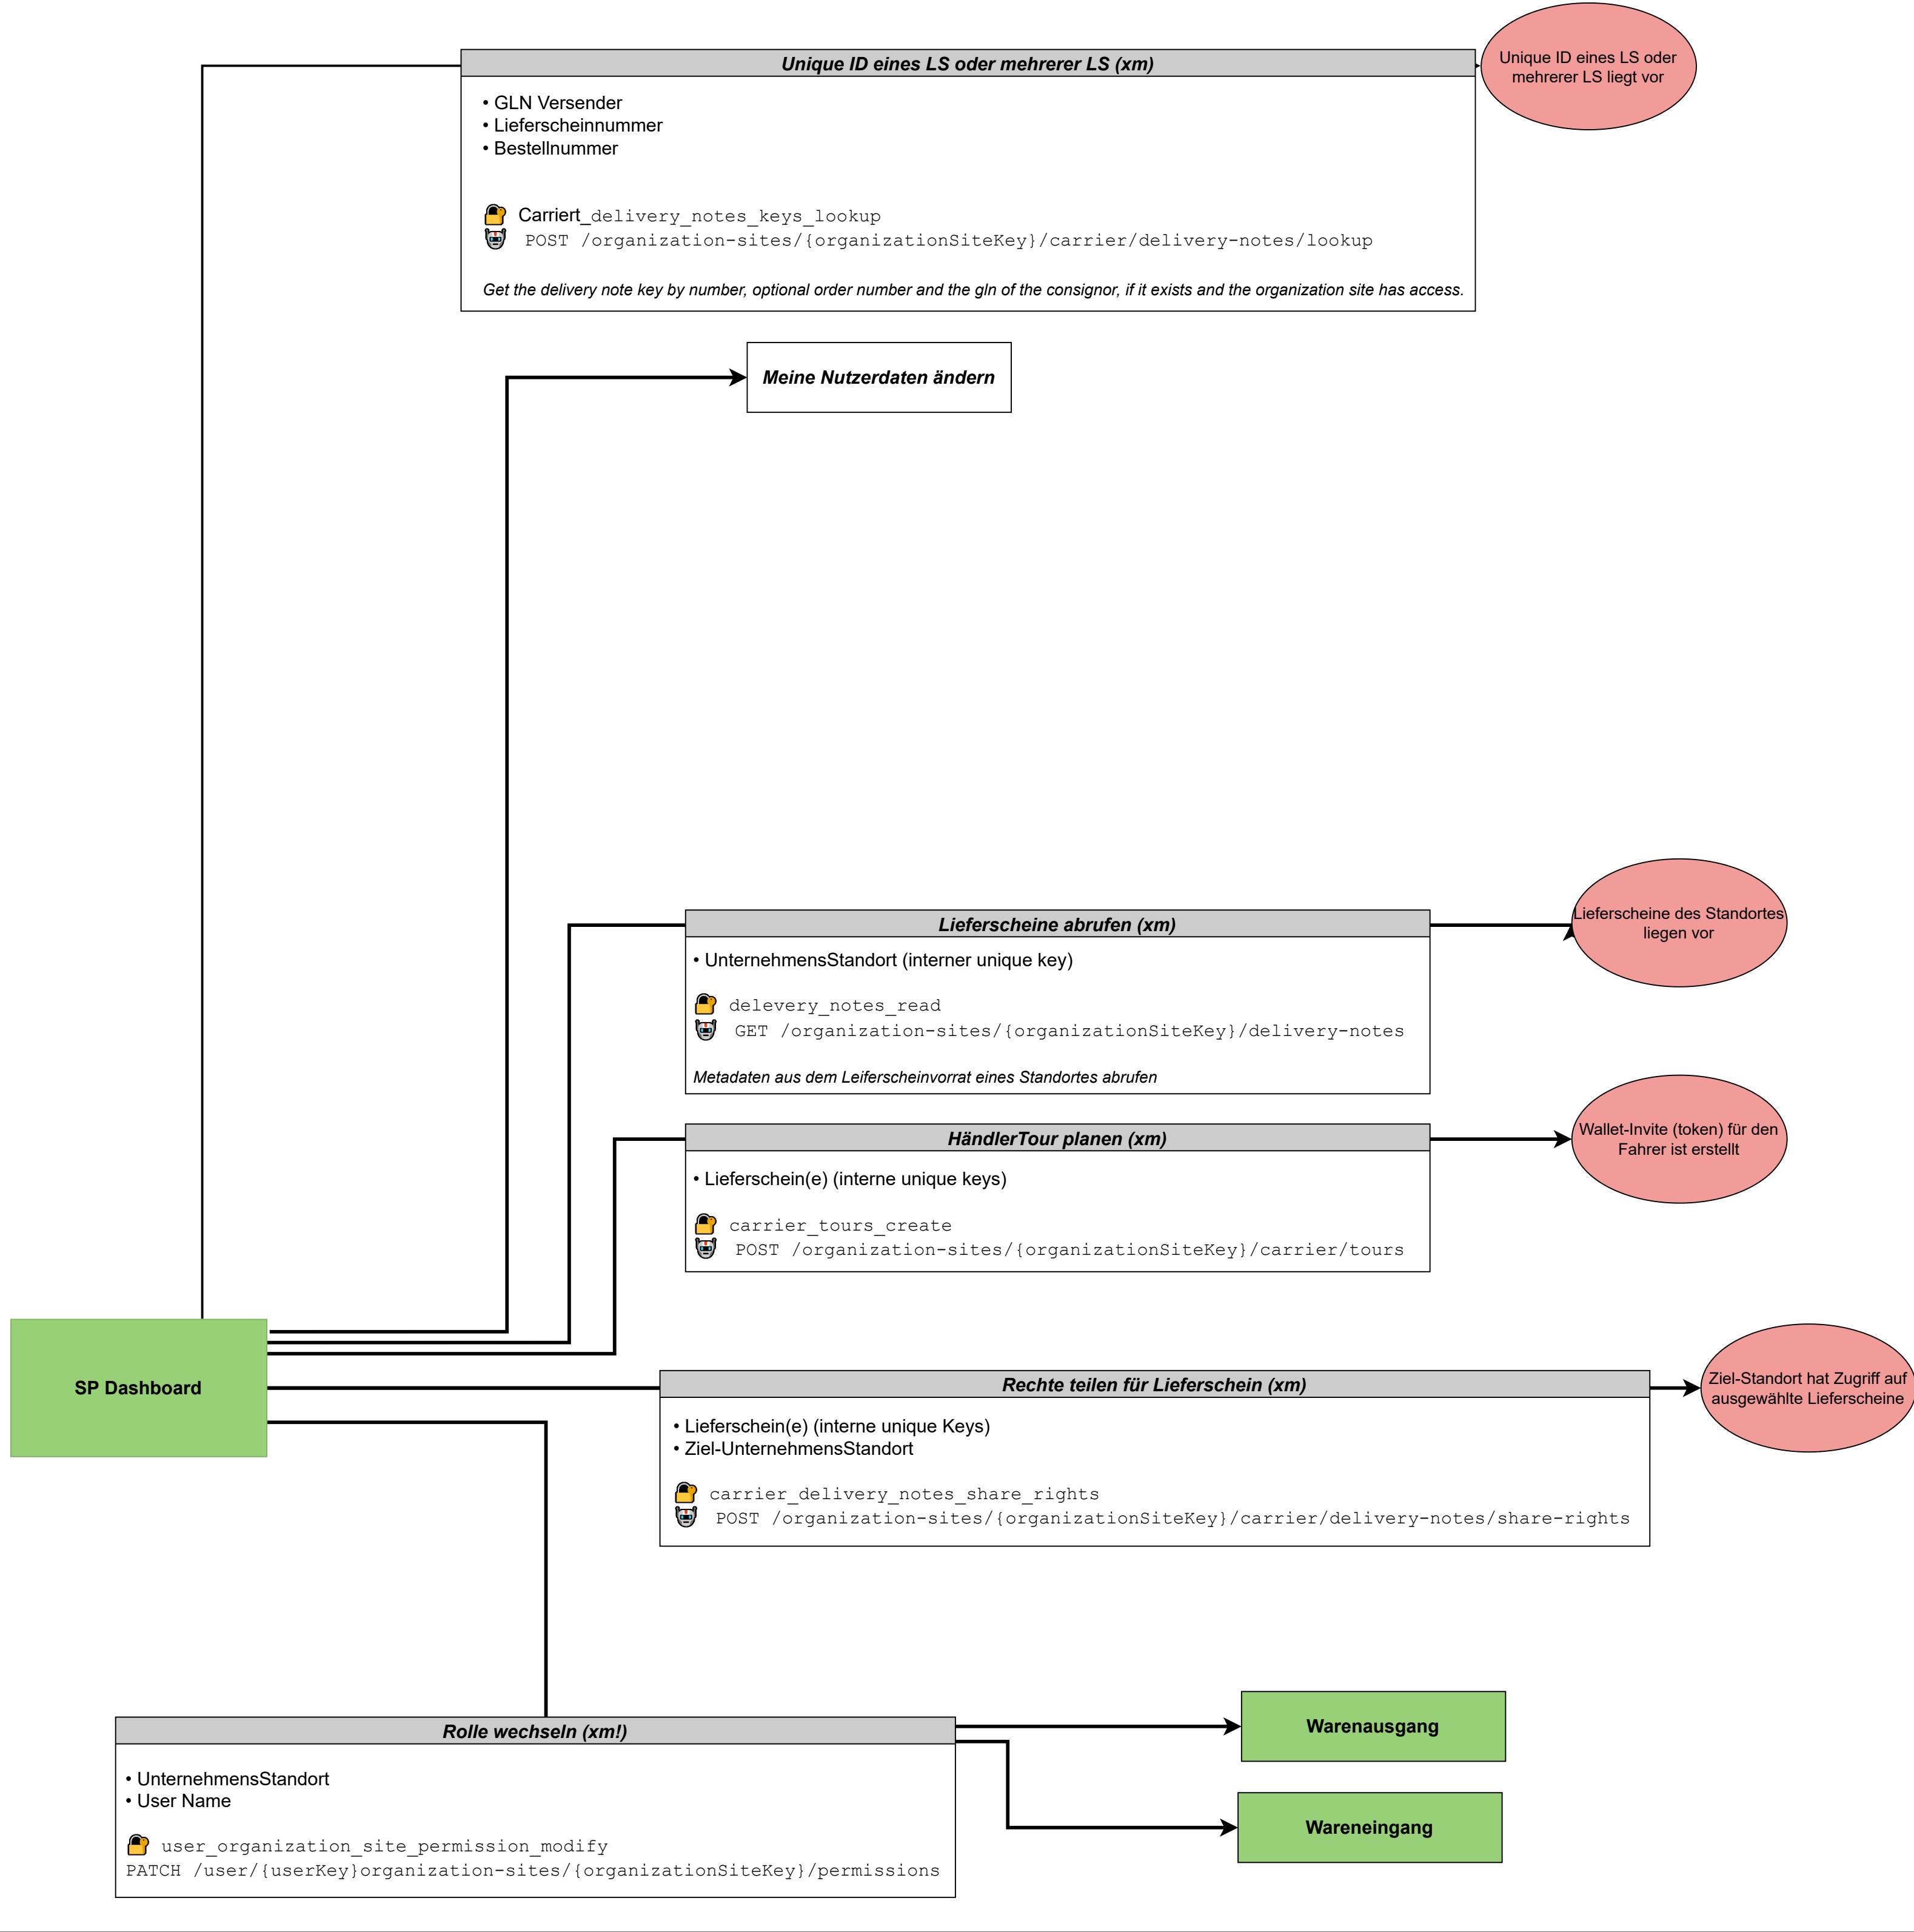 Unique ID eines LS oder mehrerer LS (xm)
• GLN Versender
• Lieferscheinnummer
• Bestellnummer
Carriert_delivery_notes_keys_lookup
POST /organization-sites/{organizationSiteKey}/carrier/delivery-notes/lookup
Get the delivery note key by number, optional order number and the gln of the consignor, if it exists and the organization site has access.
Unique ID eines LS oder
mehrerer LS liegt vor
Meine Nutzerdaten ändern
Lieferscheine abrufen (xm)
• UnternehmensStandort (interner unique key)
delevery_notes_read
GET /organization-sites/{organizationSiteKey}/delivery-notes
Metadaten aus dem Leiferscheinvorrat eines Standortes abrufen
Lieferscheine des Standortes
liegen vor
HändlerTour planen (xm)
• Lieferschein(e) (interne unique keys)
carrier_tours_create
POST /organization-sites/{organizationSiteKey}/carrier/tours
Wallet-Invite (token) für den
Fahrer ist erstellt
SP Dashboard
Rechte teilen für Lieferschein (xm)
• Lieferschein(e) (interne unique Keys)
• Ziel-UnternehmensStandort
carrier_delivery_notes_share_rights
POST /organization-sites/{organizationSiteKey}/carrier/delivery-notes/share-rights
Ziel-Standort hat Zugriff auf
ausgewählte Lieferscheine
Rolle wechseln (xm!)
• UnternehmensStandort
• User Name
user_organization_site_permission_modify
PATCH /user/{userKey}organization-sites/{organizationSiteKey}/permissions
Warenausgang
Wareneingang